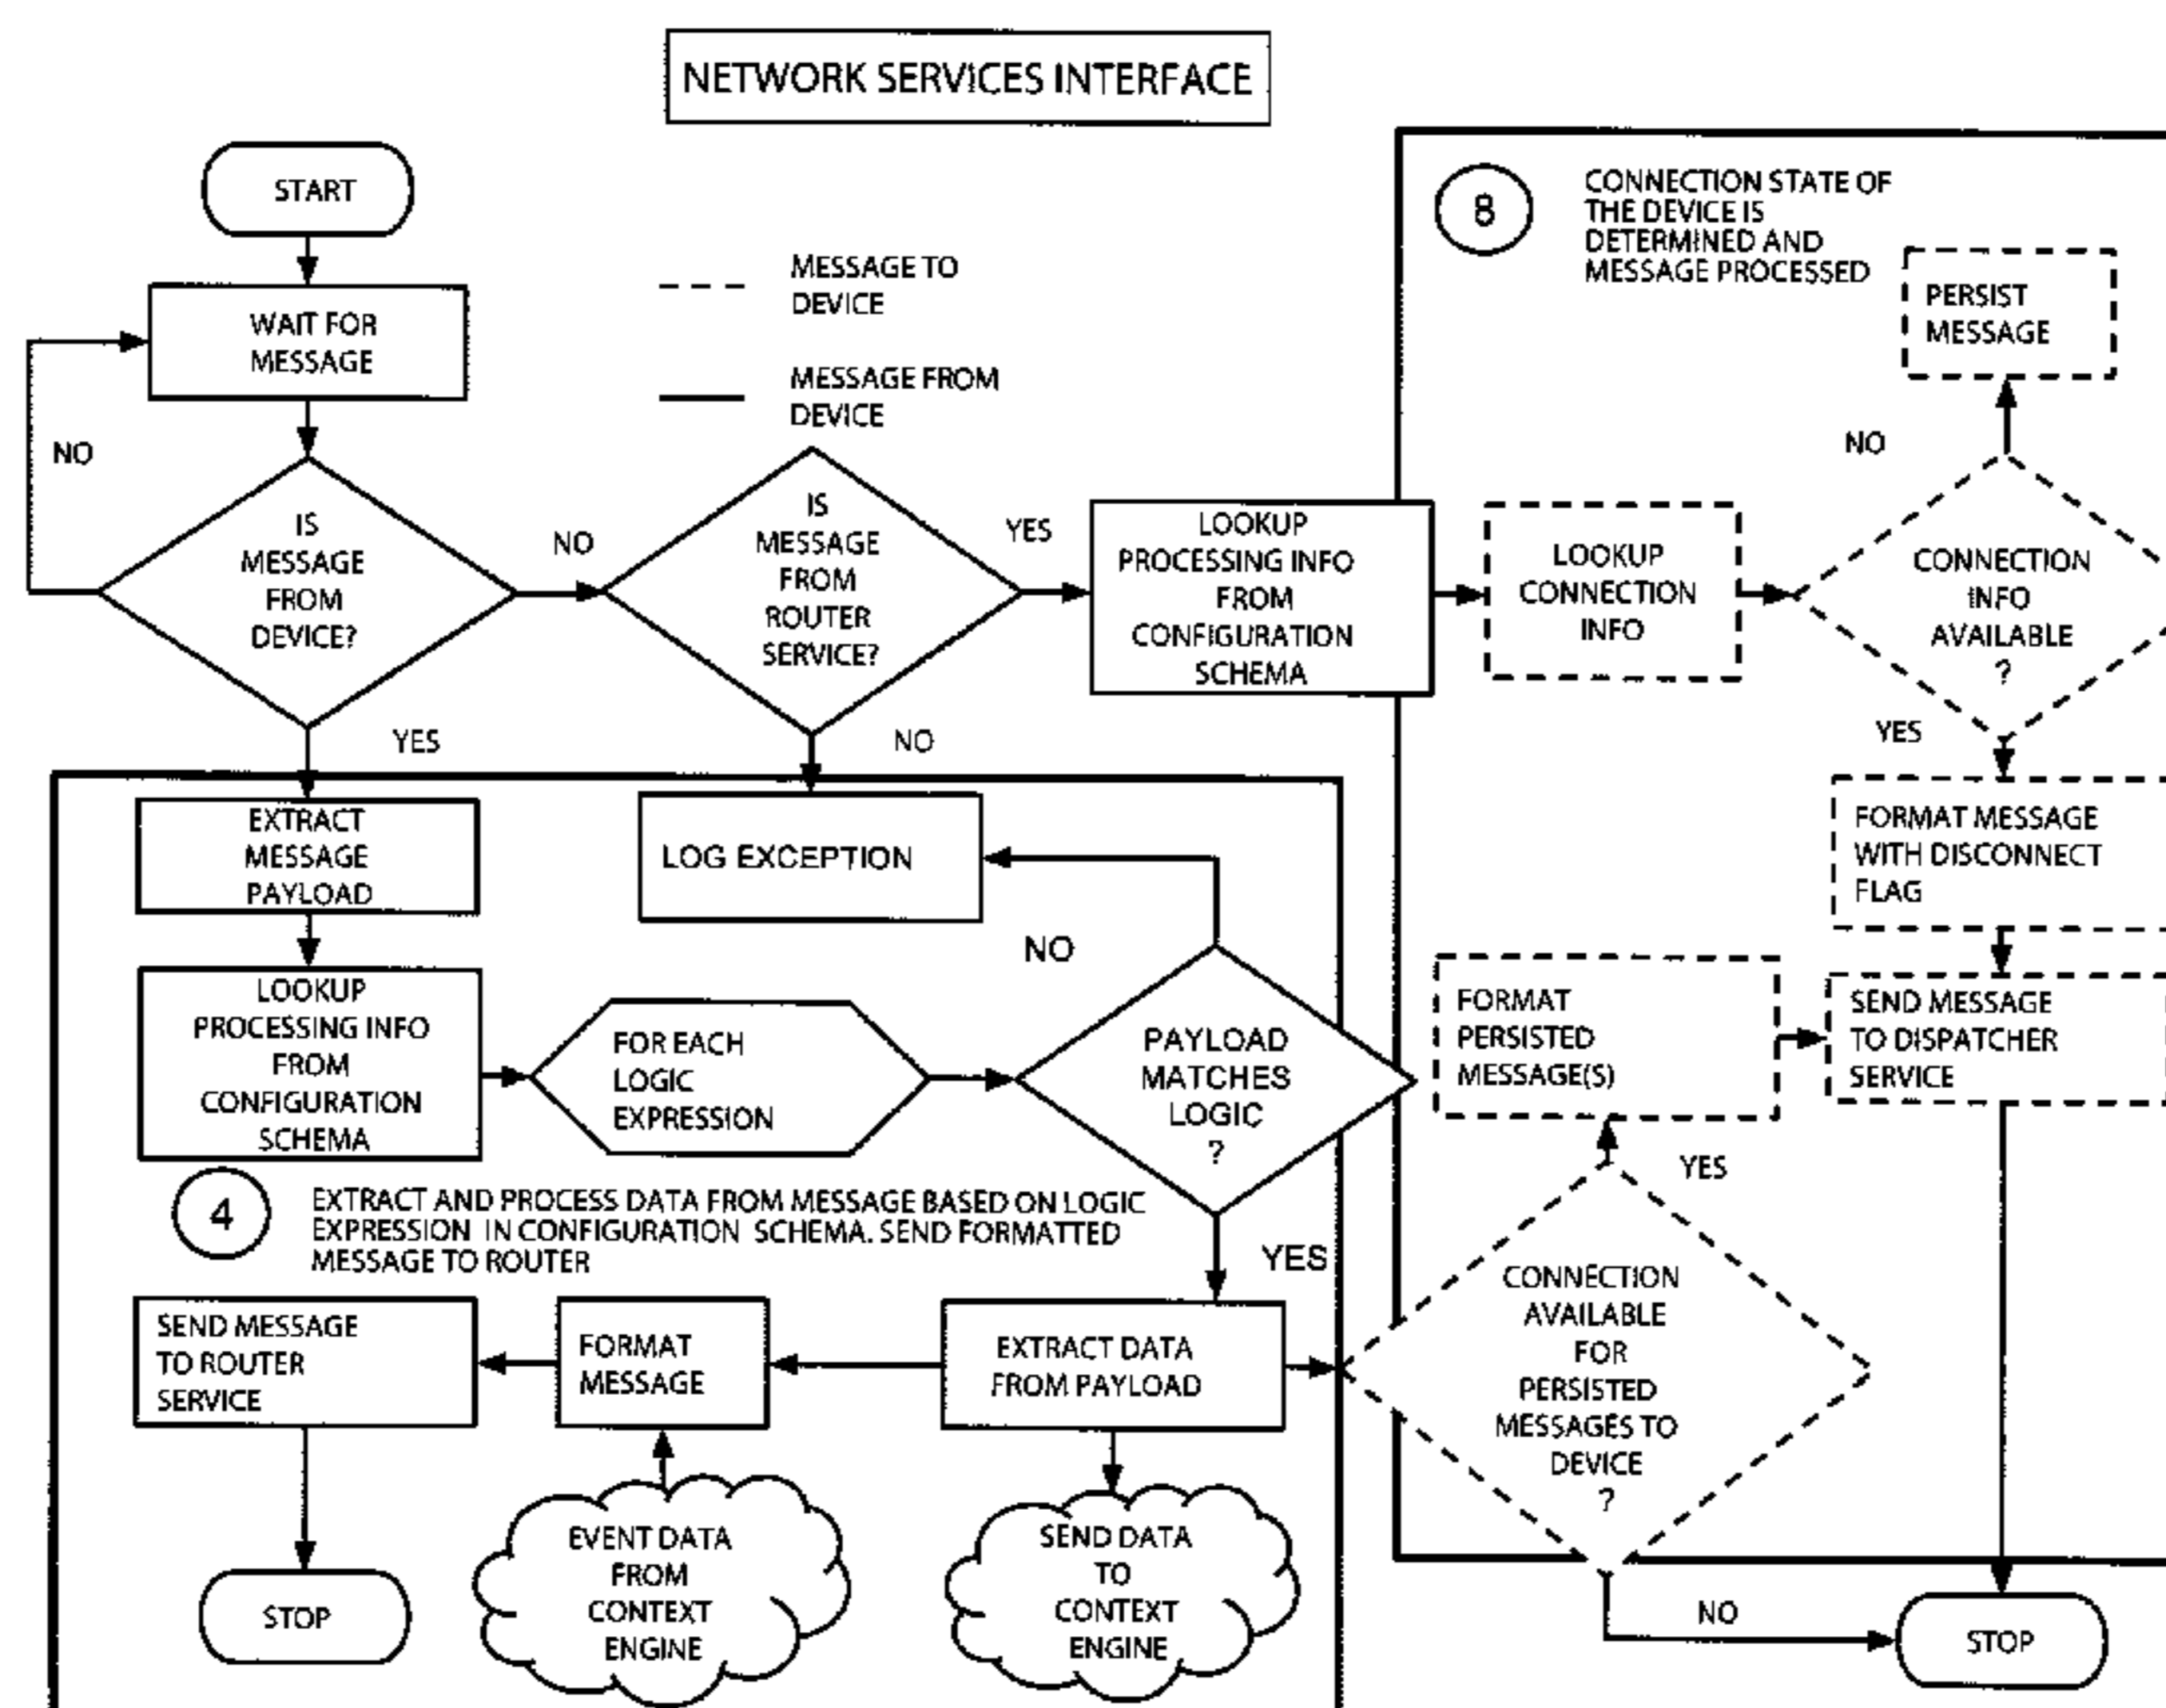 NETWORK SERVICES INTERFACE
START
WAIT FOR
MESSAGE
NO
IS
MESSAGE
FROM
DEVICE?
NO
YES
MESSAGE TO
DEVICE
MESSAGE FROM
DEVICE
IS
MESSAGE
FROM
ROUTER
SERVICE?
YES
NO
LOOKUP
PROCESSING INFO
FROM
CONFIGURATION
SCHEMA
8
CONNECTION STATE OF
THE DEVICE IS
DETERMINED AND
MESSAGE PROCESSED
PERSIST
MESSAGE
NO
LOOKUP
CONNECTION
INFO
CONNECTION
INFO
AVAILABLE
?
YES
FORMAT MESSAGE
WITH DISCONNECT
FLAG
EXTRACT
MESSAGE
PAYLOAD
LOG EXCEPTION
NO
LOOKUP
PROCESSING INFO
FROM
CONFIGURATION
SCHEMA
FOR EACH
LOGIC
EXPRESSION
PAYLOAD
MATCHES
LOGIC
?
YES
FORMAT
PERSISTED
MESSAGE(S)
SEND MESSAGE
TO DISPATCHER
SERVICE
YES
4
EXTRACT AND PROCESS DATA FROM MESSAGE BASED ON LOGIC
EXPRESSION IN CONFIGURATION SCHEMA. SEND FORMATTED
MESSAGE TO ROUTER
SEND MESSAGE
TO ROUTER
SERVICE
FORMAT
MESSAGE
EXTRACT DATA
FROM PAYLOAD
CONNECTION
AVAILABLE
FOR
PERSISTED
MESSAGES TO
DEVICE
?
STOP
EVENT DATA
FROM
CONTEXT
ENGINE
SEND DATA
TO
CONTEXT
ENGINE
NO
STOP